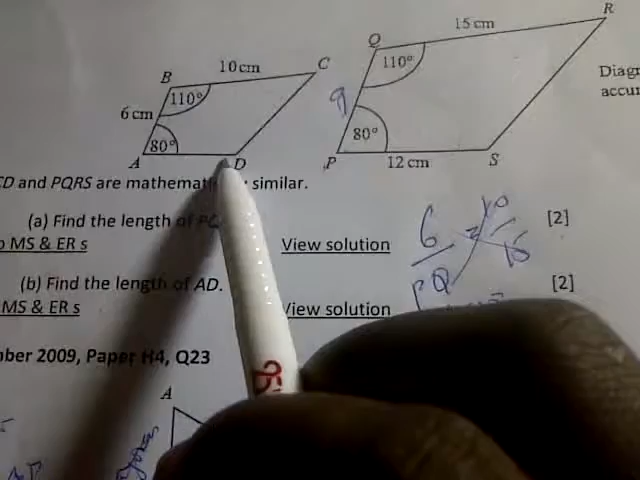 R
15 cm
Q
10 cm
C
B
110°
Diagr
accur
110°
9
6 cm
80°
80°
A
D
P
12 cm
S
CD and PQRS are mathemat similar.
(a) Find the length of PQ
6
10
[2]
o MS & ER s
View solution
PQ
15
(b) Find the length of AD.
[2]
MS & ER s
View solution
mber 2009, Paper H4, Q23
A